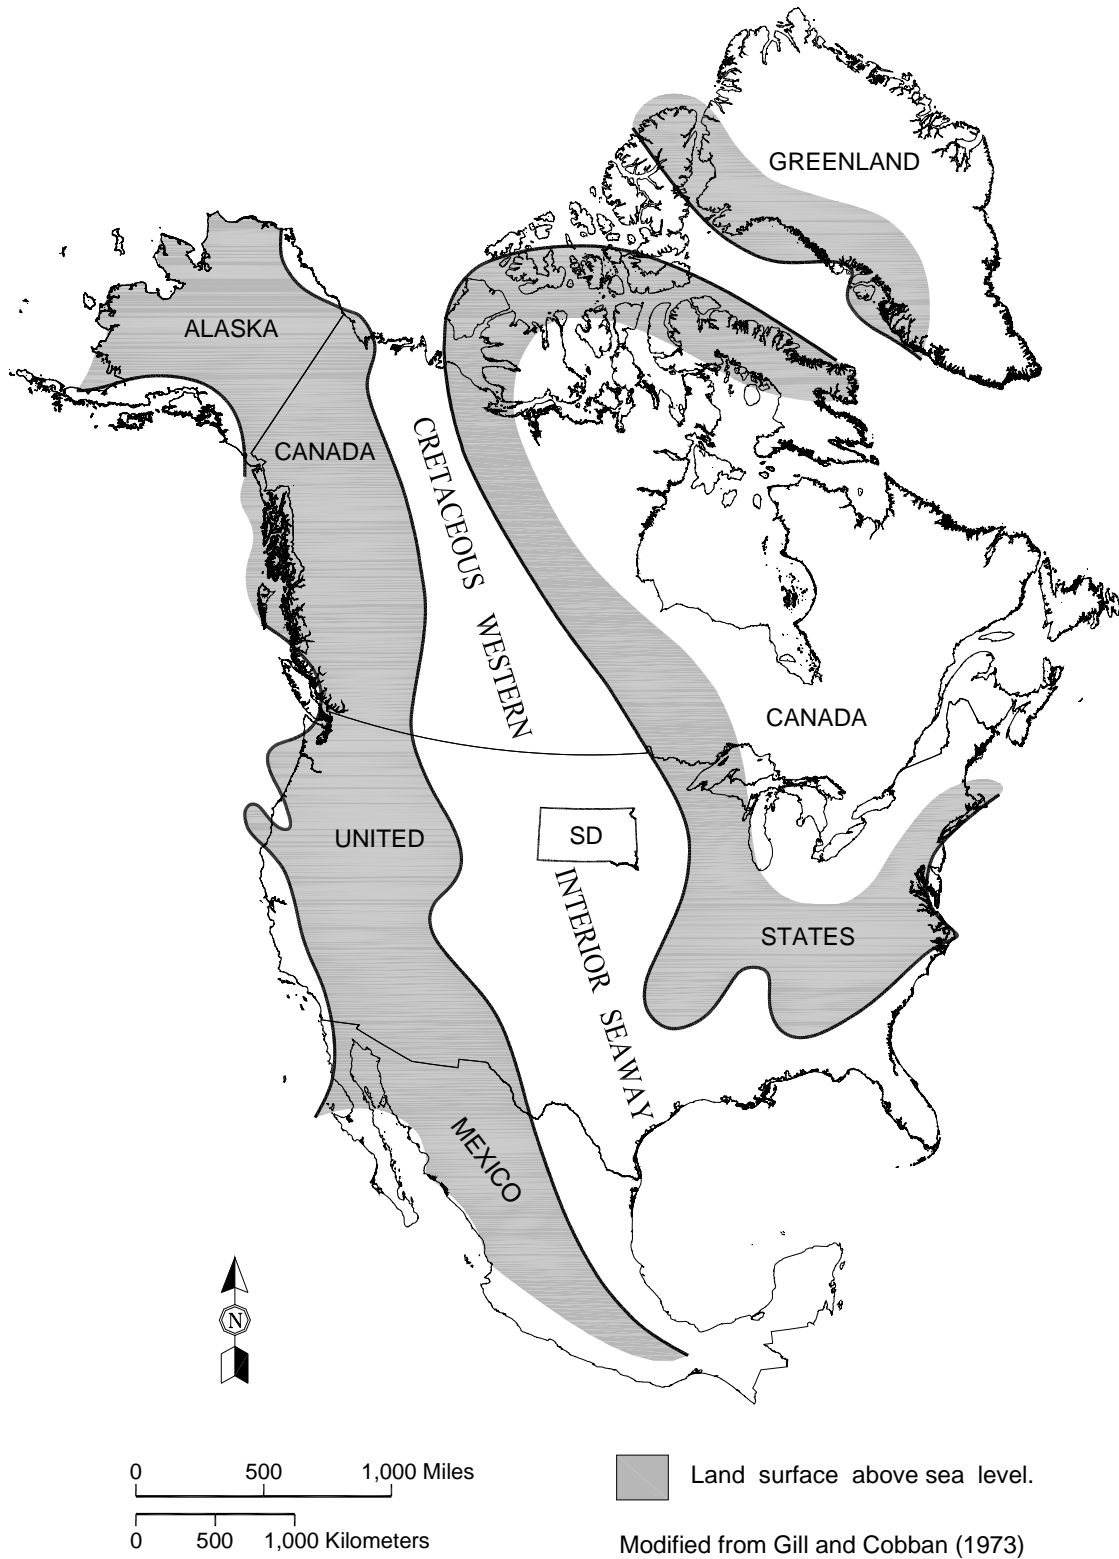 GREENLAND
ALASKA
CANADA
CRETACEOUS WESTERN
CANADA
UNITED
SD
INTERIOR SEAWAY
STATES
MEXICO
N
0 500 1,000 Miles
0 500 1,000 Kilometers
Land surface above sea level.
Modified from Gill and Cobban (1973)